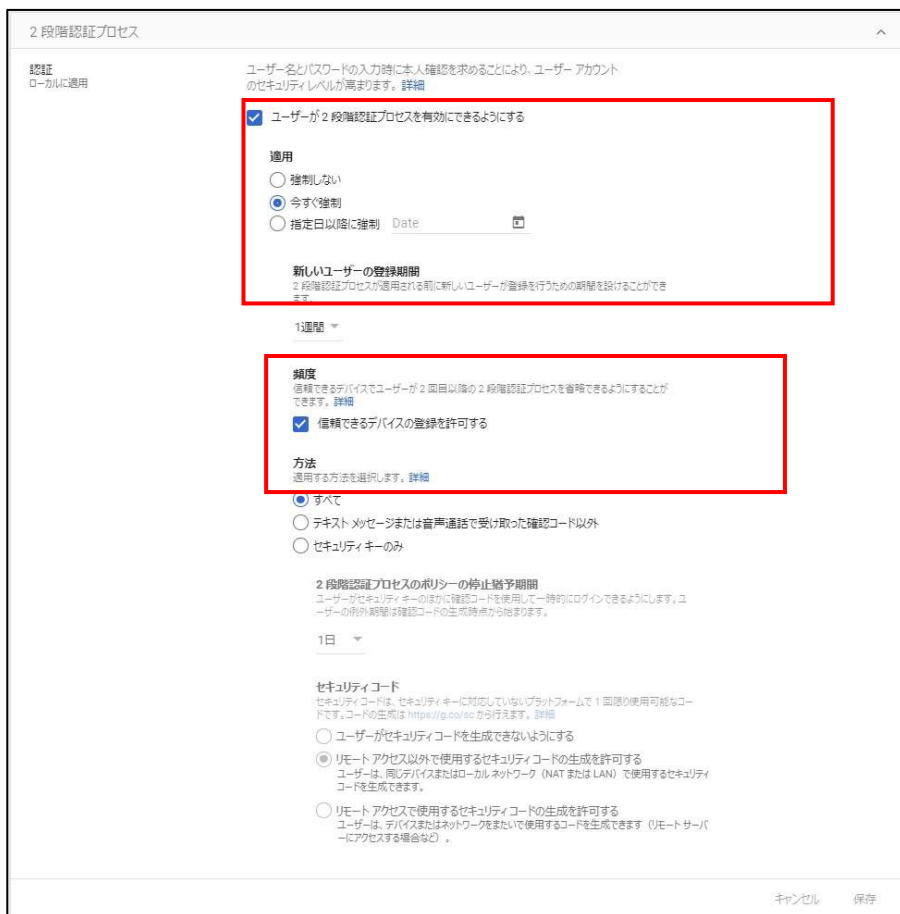 2 段階認証プロセス
認証
ローカルに適用
ユーザー名とパスワードの入力時に本人確認を求めることにより、ユーザー アカウント
のセキュリティレベルが高まります。詳細
ユーザーが 2 段階認証プロセスを有効にできるようにする
適用
強制しない
今すぐ強制
指定日以降に強制 Date
新しいユーザーの登録期間
2 段階認証プロセスが適用される前に新しいユーザーが登録を行うための期間を設けることができ
ます。
1週間
頻度
信頼できるデバイスでユーザーが 2 回目以降の 2 段階認証プロセスを省略できるようにすることが
できます。詳細
信頼できるデバイスの登録を許可する
方法
適用する方法を選択します。詳細
すべて
テキスト メッセージまたは音声通話で受け取った確認コード以外
セキュリティ キーのみ
2 段階認証プロセスのポリシーの停止猶予期間
ユーザーがセキュリティ キーのほかに確認コードを使用して一時的にログインできるようにします。ユ
ーザーの例外期間は確認コードの生成時点から始まります。
1日
セキュリティ コード
セキュリティ コードは、セキュリティ キーに対応していないプラットフォームで 1 回限り使用可能なコー
ドです。コードの生成は https://g.co/sc から行えます。詳細
ユーザーがセキュリティ コードを生成できないようにする
リモート アクセス以外で使用するセキュリティ コードの生成を許可する
ユーザーは、同じデバイスまたはローカル ネットワーク（NAT または LAN）で使用するセキュリティ
コードを生成できます。
リモート アクセスで使用するセキュリティ コードの生成を許可する
ユーザーは、デバイスまたはネットワークをまたいで使用するコードを生成できます（リモート サーバ
ーにアクセスする場合など）。
キャンセル 保存